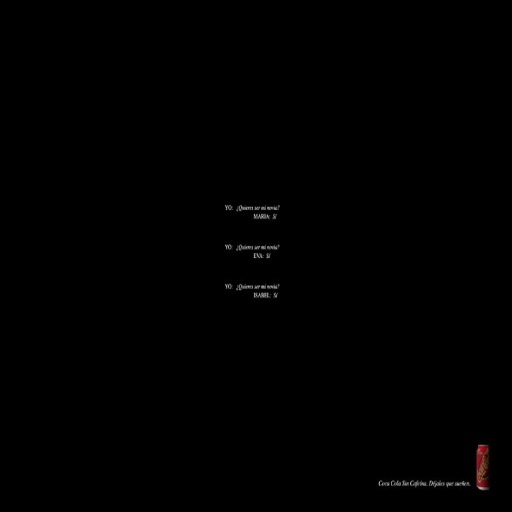 YO: ¿Quieres ser mi novia?
MARIA: Sí
YO: ¿Quieres ser mi novia?
EVA: Sí
YO: ¿Quieres ser mi novia?
ISABEL: Sí
Coca Cola Sin Cafeína. Déjales que sueñen.